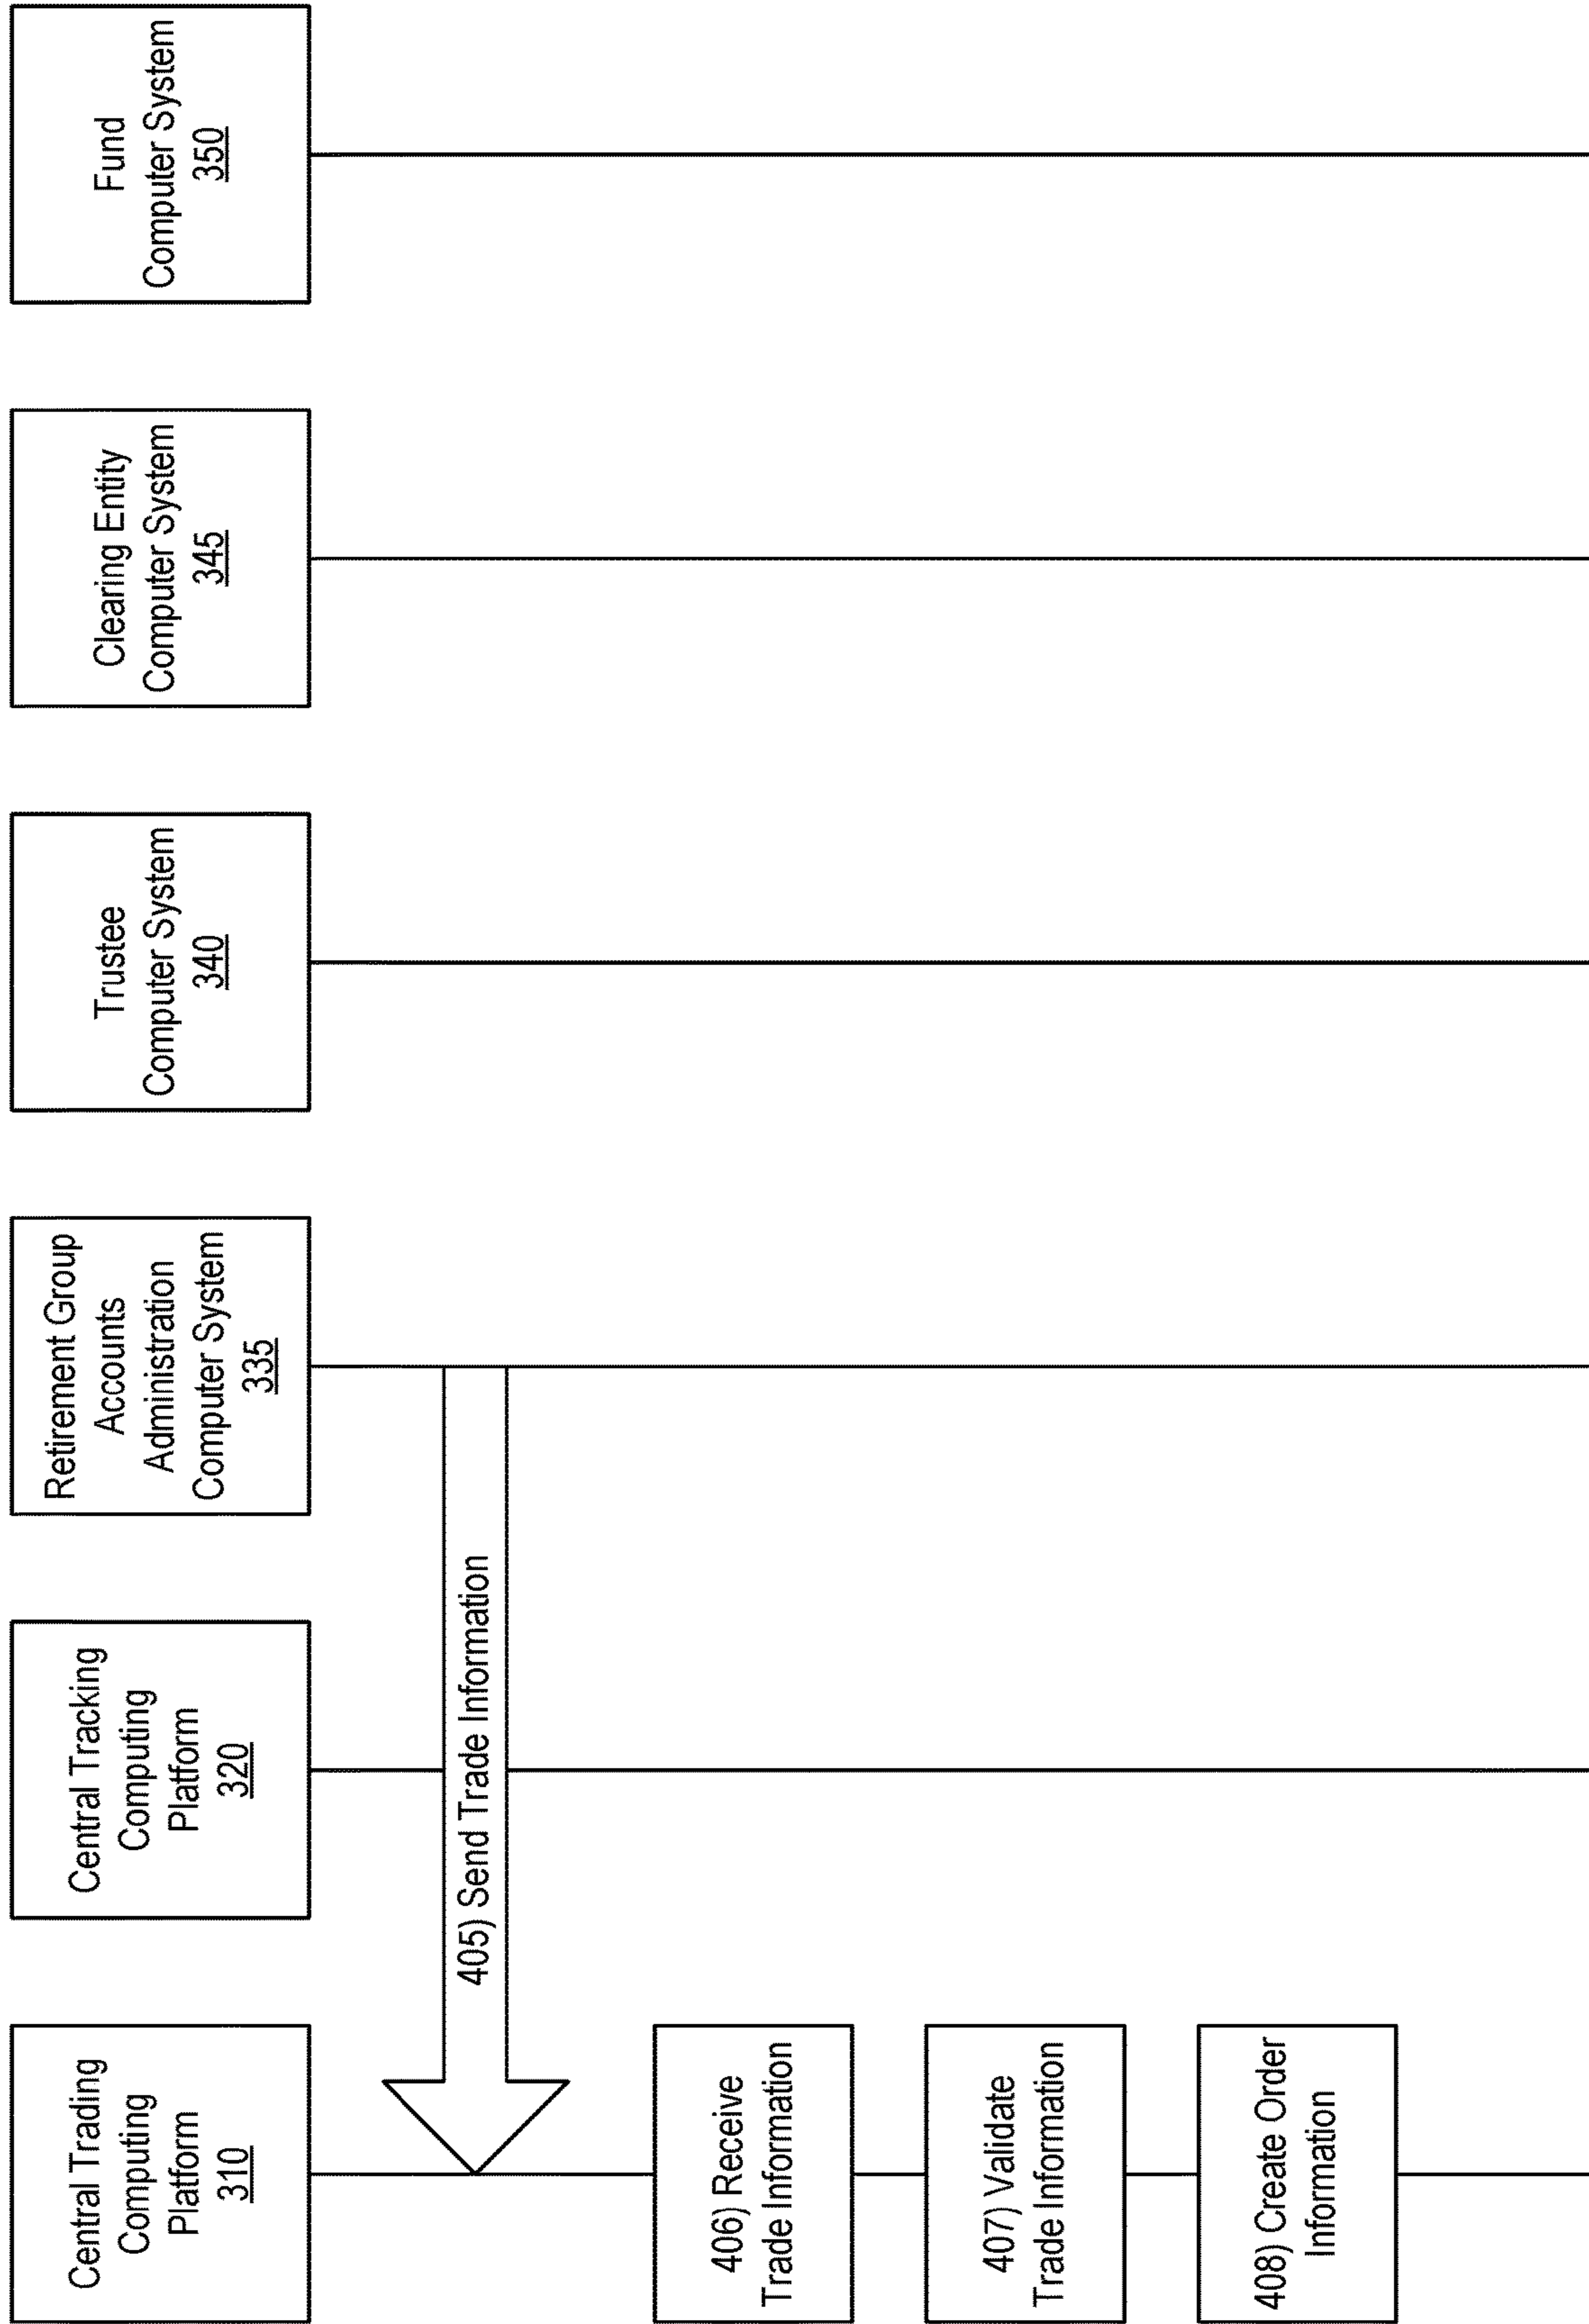 Central Trading
Computing
Platform
310
Central Tracking
Computing
Platform
320
Retirement Group
Accounts
Administration
Computer System
335
Trustee
Computer System
340
Clearing Entity
Computer System
345
Fund
Computer System
350
405) Send Trade Information
406) Receive
Trade Information
407) Validate
Trade Information
408) Create Order
Information